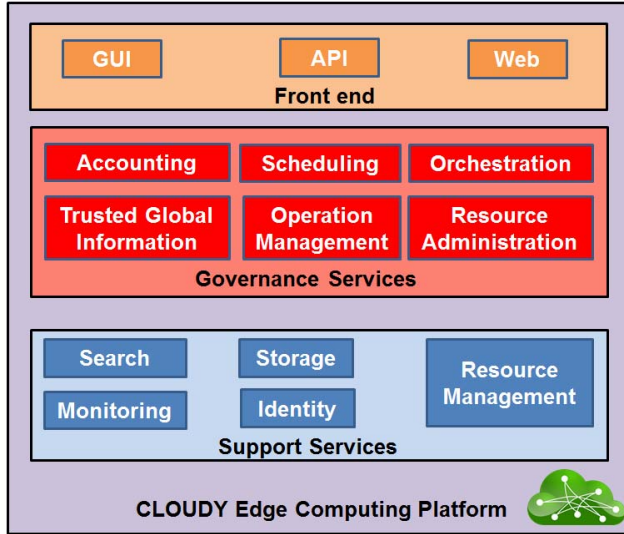 GUI API Web
Front end
Accounting Scheduling Orchestration
Trusted Global Information
Operation Management
Resource Administration
Governance Services
Search Storage
Resource Management
Monitoring Identity
Support Services
CLOUDY Edge Computing Platform